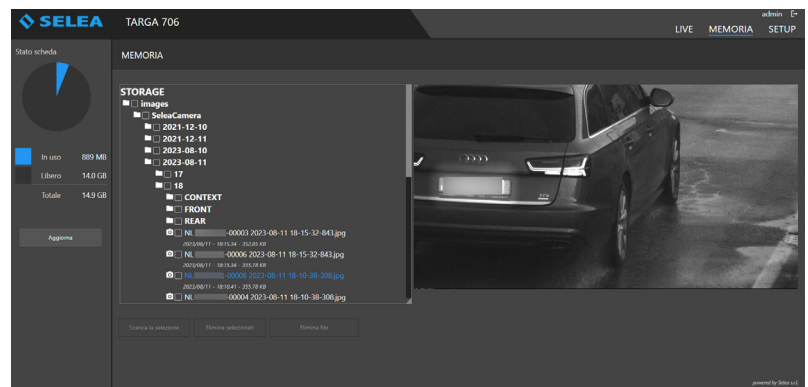 SELEA
TARGA 706
admin
LIVE MEMORIA SETUP
Stato scheda
MEMORIA
In uso 889 MB
Libero 14.0 GB
Totale 14.9 GB
Aggiorna
STORAGE
images
SeleaCamera
2021-12-10
2021-12-11
2023-08-10
2023-08-11
17
18
CONTEXT
FRONT
REAR
NL -00003 2023-08-11 18-15-32-843.jpg
2023/08/11 - 18:15:34 - 352.85 KB
NL -00006 2023-08-11 18-15-32-843.jpg
2023/08/11 - 18:15:34 - 355.78 KB
NL -00008 2023-08-11 18-10-38-308.jpg
2023/08/11 - 18:10:41 - 355.78 KB
NL -00004 2023-08-11 18-10-38-308.jpg
Scarica la selezione Elimina selezionati Elimina file
powered by Selea s.r.l.